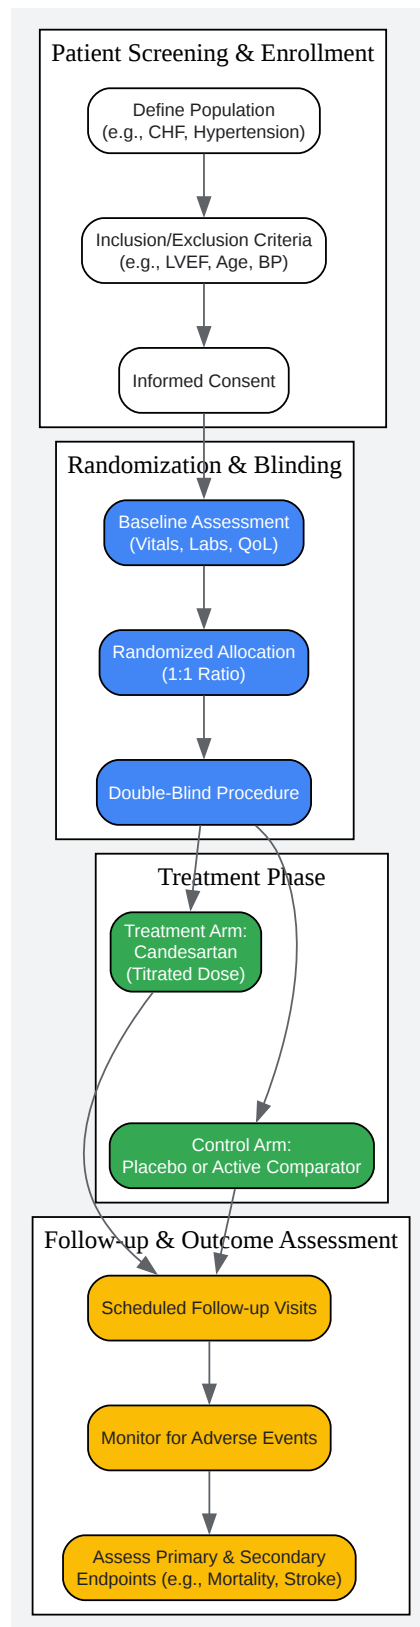 Patient Screening & Enrollment
Define Population
(e.g., CHF, Hypertension)
Inclusion/Exclusion Criteria
(e.g., LVEF, Age, BP)
Informed Consent
Randomization & Blinding
Baseline Assessment
(Vitals, Labs, QoL)
Randomized Allocation
(1:1 Ratio)
Double-Blind Procedure
Treatment Phase
Treatment Arm:
Candesartan
(Titrated Dose)
Control Arm:
Placebo or Active Comparator
Follow-up & Outcome Assessment
Scheduled Follow-up Visits
Monitor for Adverse Events
Assess Primary & Secondary
Endpoints (e.g., Mortality, Stroke)